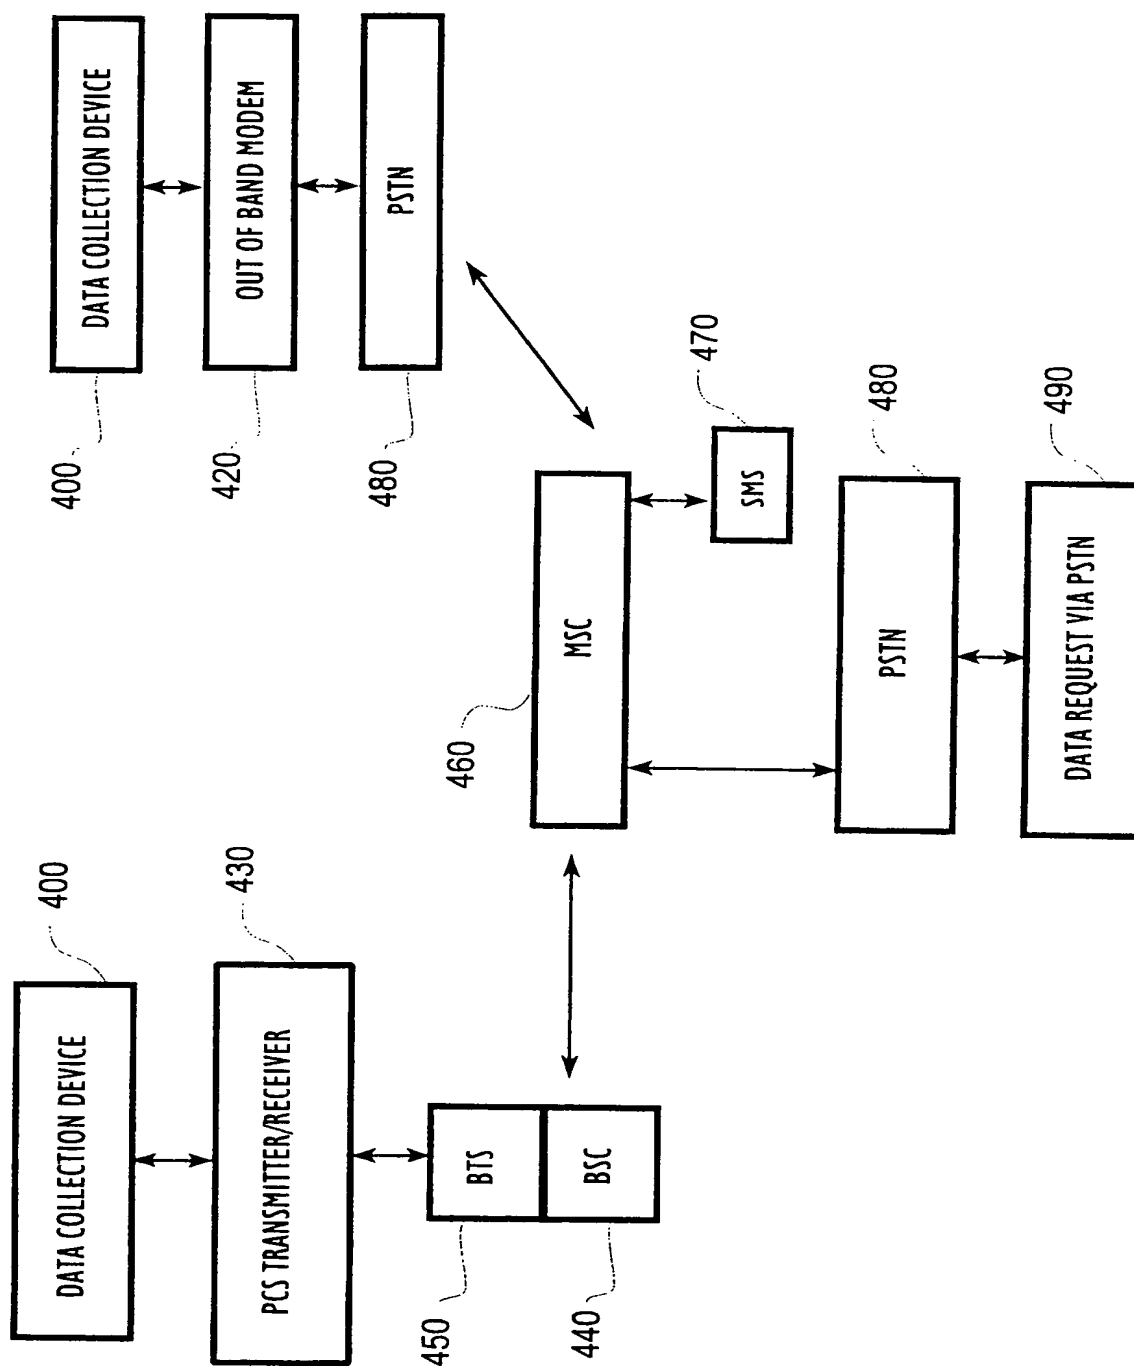 DATA COLLECTION DEVICE
400
PCS TRANSMITTER/RECEIVER
430
450
BTS
440
BSC
400
DATA COLLECTION DEVICE
420
OUT OF BAND MODEM
480
PSTN
460
MSC
470
SMS
PSTN
480
DATA REQUEST VIA PSTN
490